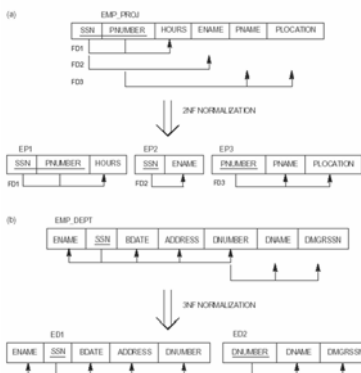 (a)
EMP_PROJ
SSN PNUMBER HOURS ENAME PNAME PLOCATION
FD1
FD2
FD3
2NF NORMALIZATION
EP1 EP2 EP3
SSN PNUMBER HOURS SSN ENAME PNUMBER PNAME PLOCATION
FD1 FD2 FD3
(b)
EMP_DEPT
ENAME SSN BDATE ADDRESS DNUMBER DNAME DMGRSSN
3NF NORMALIZATION
ED1 ED2
ENAME SSN BDATE ADDRESS DNUMBER DNUMBER DNAME DMGRSSN